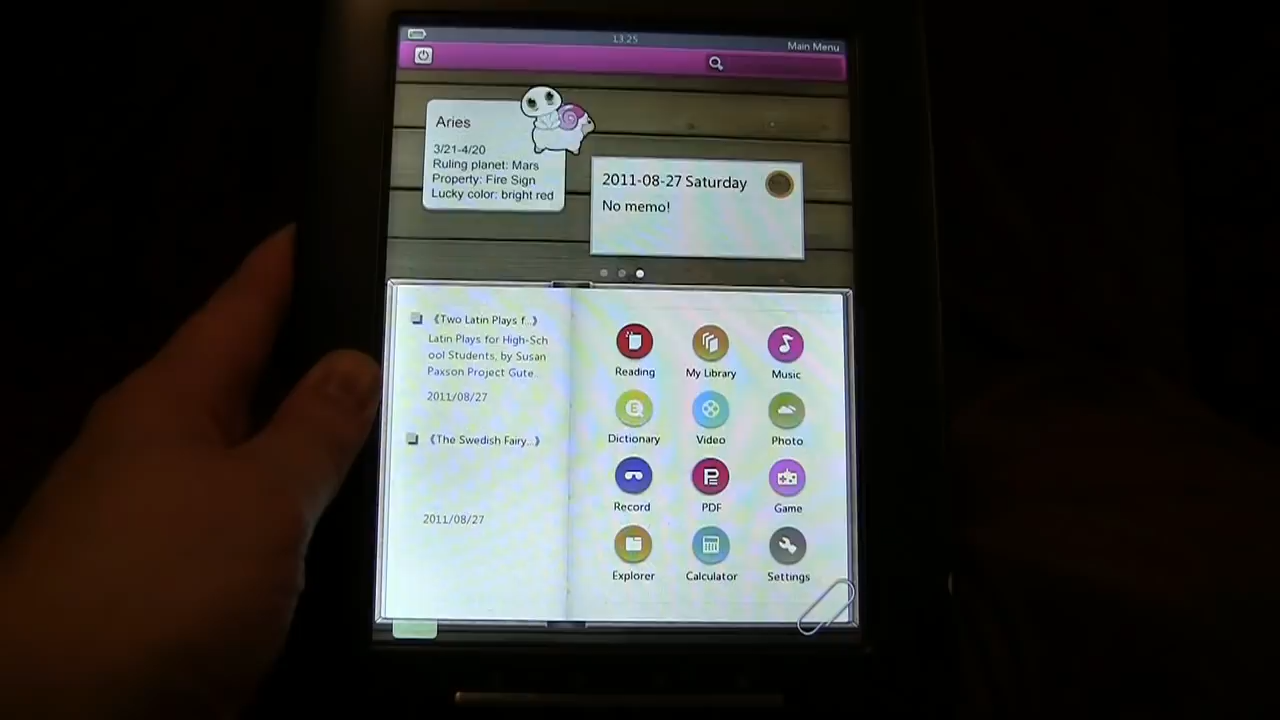 13:25
Main Menu
Aries
3/21-4/20
Ruling planet: Mars
Property: Fire Sign
Lucky color: bright red
2011-08-27 Saturday
No memo!
《Two Latin Plays f...》
Latin Plays for High-Sch
ool Students, by Susan
Paxson Project Gute...
2011/08/27
《The Swedish Fairy...》
2011/08/27
Reading
My Library
Music
Dictionary
Video
Photo
Record
PDF
Game
Explorer
Calculator
Settings